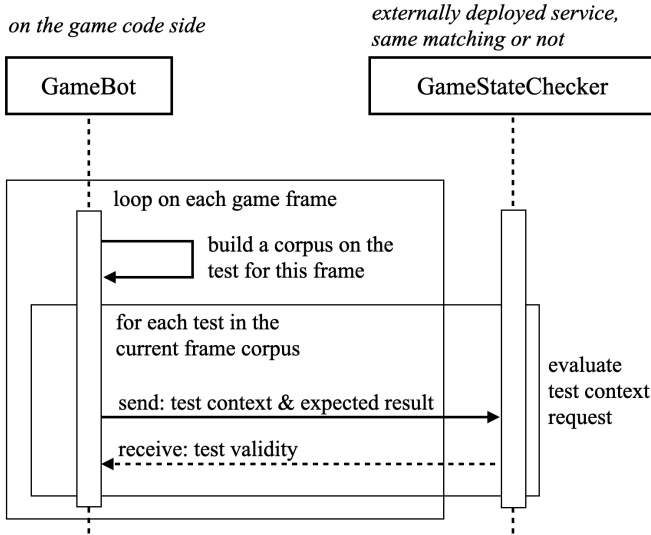 on the game code side
externally deployed service,
same matching or not
GameBot
GameStateChecker
loop on each game frame
build a corpus on the
test for this frame
for each test in the
current frame corpus
send: test context & expected result
receive: test validity
evaluate
test context
request